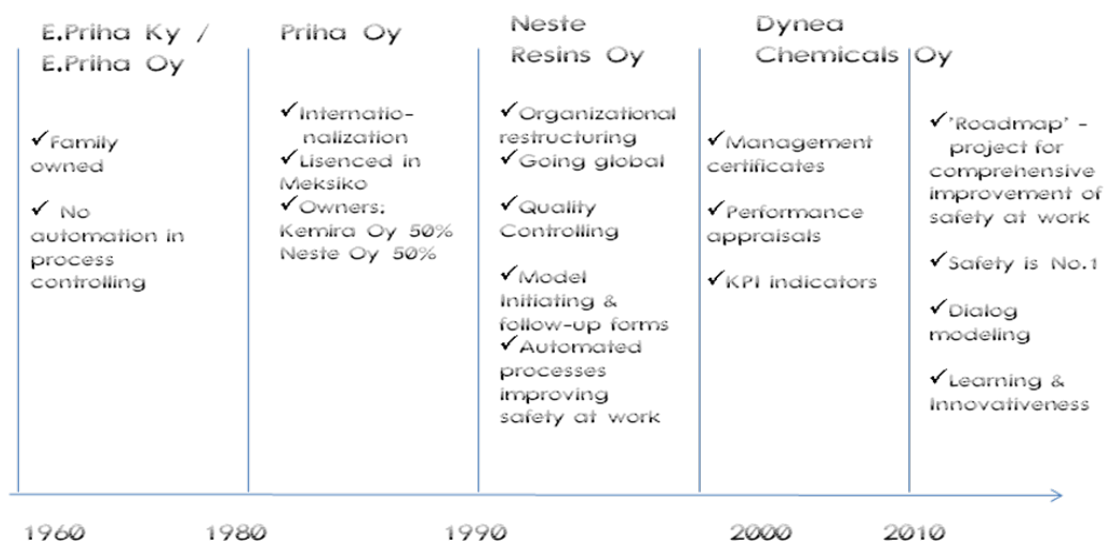 E.Priha Ky /
E.Priha Oy
Priha Oy
Neste
Resins Oy
Dynea
Chemicals Oy
✓Family
owned
✓ No
automation in
process
controlling
✓Internatio-
nalization
✓Lisenced in
Meksiko
✓Owners:
Kemira Oy 50%
Neste Oy 50%
✓Organizational
restructuring
✓Going global
✓Quality
Controlling
✓Model
Initiating &
follow-up forms
✓Automated
processes
improving
safety at work
✓Management
certificates
✓Performance
appraisals
✓KPI indicators
✓'Roadmap' -
project for
comprehensive
improvement of
safety at work
✓Safety is No.1
✓Dialog
modeling
✓Learning &
Innovativeness
1960
1980
1990
2000
2010